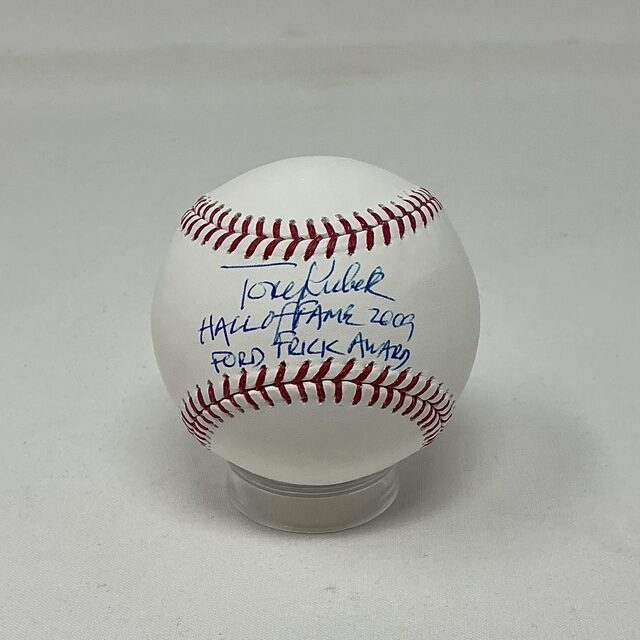 Tony Kubek
HALL OF FAME 2009
FORD FRICK AWARD